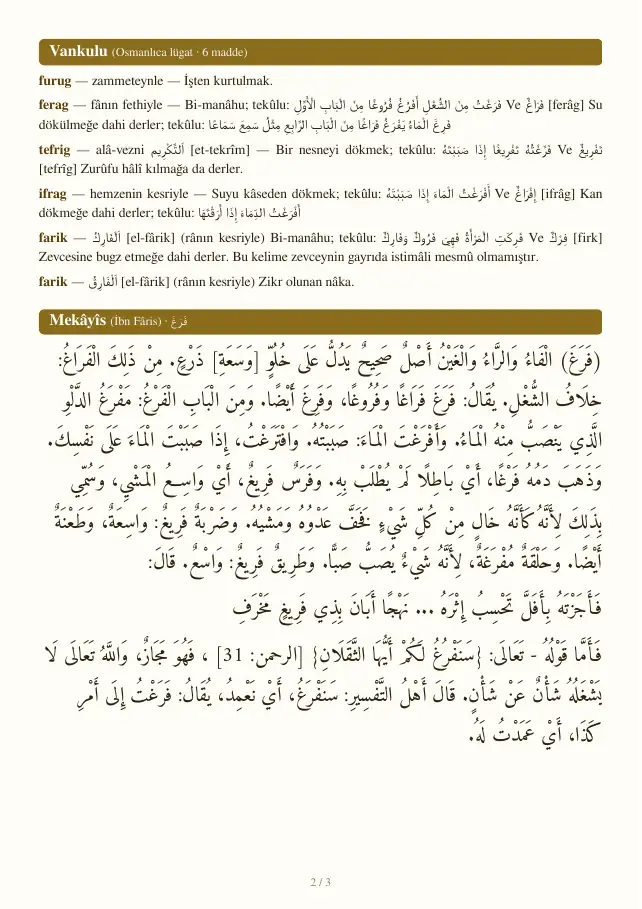 Vankulu (Osmanlıca lügat · 6 madde)
furug — zammeteynle — İşten kurtulmak.
ferag — fânın fethiyle — Bi-manâhu; tekûlu: فَرَغْتُ مِنَ الشُّغْلِ أَفْرُغُ فُرُوغًا مِنَ الْبَابِ الْأَوَّلِ Ve فَرَاغٌ [ferâg] Su
dökülmeğe dahi derler; tekûlu: فَرِغَ الْمَاءُ يَفْرَغُ فَرَاغًا مِنَ الْبَابِ الرَّابِعِ مِثْلُ سَمِعَ سَمَاعًا
tefrig — alâ-vezni اَلتَّكْرِيمِ [et-tekrîm] — Bir nesneyi dökmek; tekûlu: فَرَّغْتُهُ تَفْرِيغًا إِذَا صَبَبْتَهُ Ve تَفْرِيغٌ
[tefrîg] Zurûfu hâlî kılmağa da derler.
ifrag — hemzenin kesriyle — Suyu kâseden dökmek; tekûlu: أَفْرَغْتُ الْمَاءَ إِذَا صَبَبْتَهُ Ve إِفْرَاغٌ [ifrâg] Kan
dökmeğe dahi derler; tekûlu: أَفْرَغْتُ الدِّمَاءَ إِذَا أَرَقْتَهَا
farik — اَلْفَارِكُ [el-fârik] (rânın kesriyle) Bi-manâhu; tekûlu: فَرِكَتِ الْمَرْأَةُ فَهِيَ فَرُوكٌ وَفَارِكٌ Ve فِرْكٌ [firk]
Zevcesine bugz etmeğe dahi derler. Bu kelime zevceynin gayrıda istimâli mesmû olmamıştır.
farik — اَلْفَارِقُ [el-fârik] (rânın kesriyle) Zikr olunan nâka.
Mekâyîs (İbn Fâris) · فَرَغَ
(فَرَغَ) الْفَاءُ وَالرَّاءُ وَالْغَيْنُ أَصْلٌ صَحِيحٌ يَدُلُّ عَلَى خُلُوٍّ [وَسَعَةِ] ذَرْعٍ. مِنْ ذَلِكَ الْفَرَاغُ:
خِلَافُ الشُّغْلِ. يُقَالُ: فَرَغَ فَرَاغًا وَفُرُوغًا، وَفَرِغَ أَيْضًا. وَمِنَ الْبَابِ الْفَرْغُ: مَفْرَغُ الدَّلْوِ
الَّذِي يَنْصَبُّ مِنْهُ الْمَاءُ. وَأَفْرَغْتَ الْمَاءَ: صَبَبْتُهُ. وَافْتَرَغْتُ، إِذَا صَبَبْتَ الْمَاءَ عَلَى نَفْسِكَ.
وَذَهَبَ دَمُهُ فَرْغًا، أَيْ بَاطِلًا لَمْ يُطْلَبْ بِهِ. وَفَرَسٌ فَرِيغٌ، أَيْ وَاسِعُ الْمَشْيِ، وَسُمِّيَ
بِذَلِكَ لِأَنَّهُ كَأَنَّهُ خَالٍ مِنْ كُلِّ شَيْءٍ فَخَفَّ عَدْوُهُ وَمَشْيُهُ. وَضَرْبَةٌ فَرِيغٌ: وَاسِعَةٌ، وَطَعْنَةٌ
أَيْضًا. وَحَلْقَةٌ مُفْرَغَةٌ، لِأَنَّهُ شَيْءٌ يُصَبُّ صَبًّا. وَطَرِيقٌ فَرِيغٌ: وَاسْعٌ. قَالَ:
فَأَجَزْتَهُ بِأَفَلَّ تَحْسِبُ إِثْرَهُ ... نَهْجًا أَبَانَ بِذِي فَرِيغٍ مَخْرَفِ
فَأَمَّا قَوْلُهُ - تَعَالَى: {سَنَفْرُغُ لَكُمْ أَيُّهَا الثَّقَلَانِ} [الرحمن: 31] ، فَهُوَ مَجَازٌ، وَاللَّهُ تَعَالَى لَا
يَشْغَلُهُ شَأْنٌ عَنْ شَأْنٍ. قَالَ أَهْلُ التَّفْسِيرِ: سَنَفْرَغُ، أَيْ نَعْمِدُ، يُقَالُ: فَرَغْتُ إِلَى أَمْرِ
كَذَا، أَيْ عَمَدْتُ لَهُ.
2 / 3